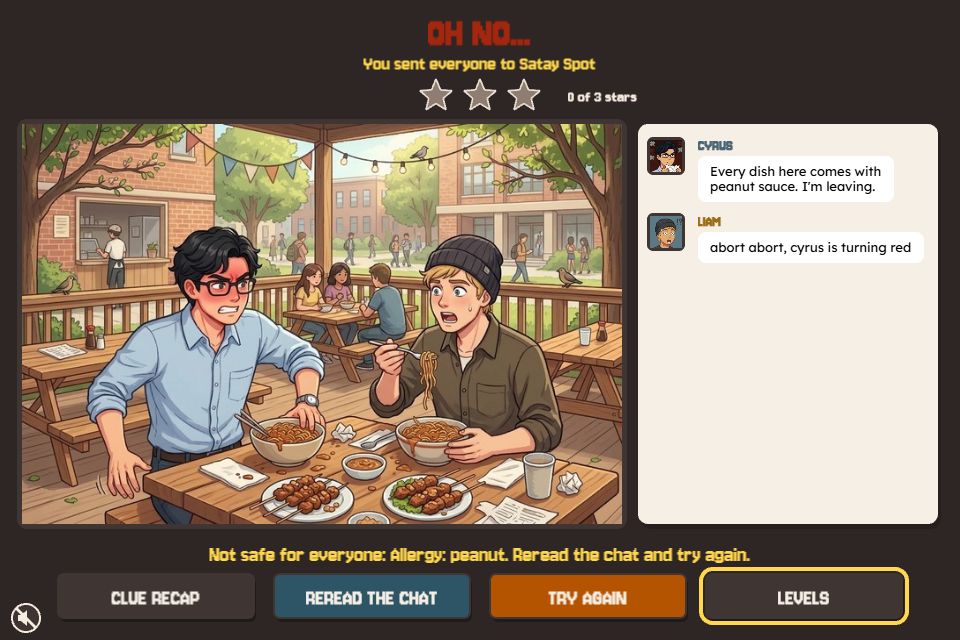 OH NO...
You sent everyone to Satay Spot
0 of 3 stars
CYRUS
Every dish here comes with
peanut sauce. I'm leaving.
LIAM
abort abort, cyrus is turning red
Not safe for everyone: Allergy: peanut. Reread the chat and try again.
CLUE RECAP
REREAD THE CHAT
TRY AGAIN
LEVELS